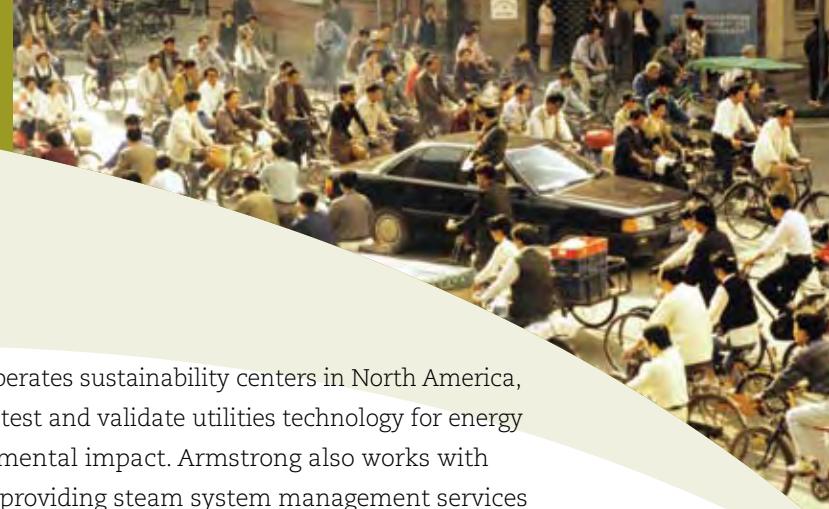 perates sustainability centers in North America,
test and validate utilities technology for energy
mental impact. Armstrong also works with
providing steam system management services